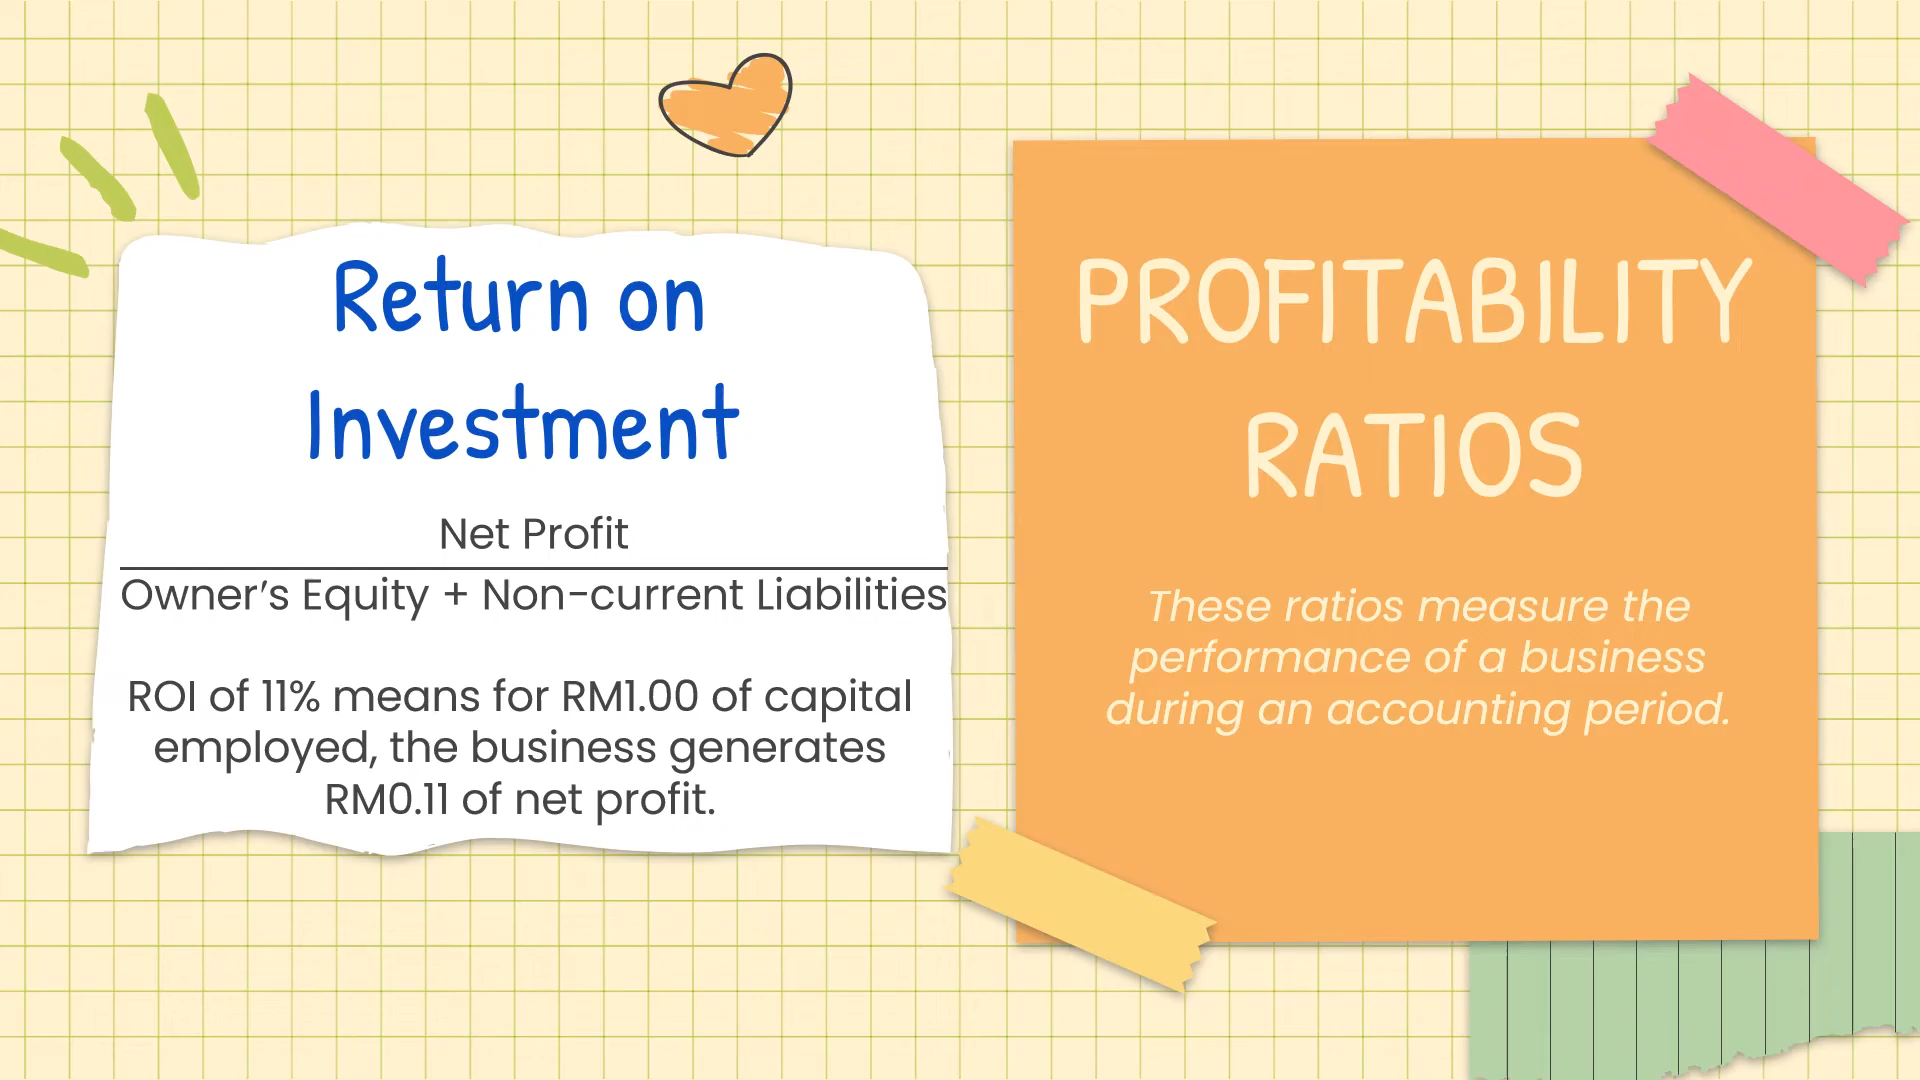 Return on
Investment
Net Profit
Owner’s Equity + Non-current Liabilities
ROI of 11% means for RM1.00 of capital
employed, the business generates
RM0.11 of net profit.
PROFITABILITY
RATIOS
These ratios measure the
performance of a business
during an accounting period.